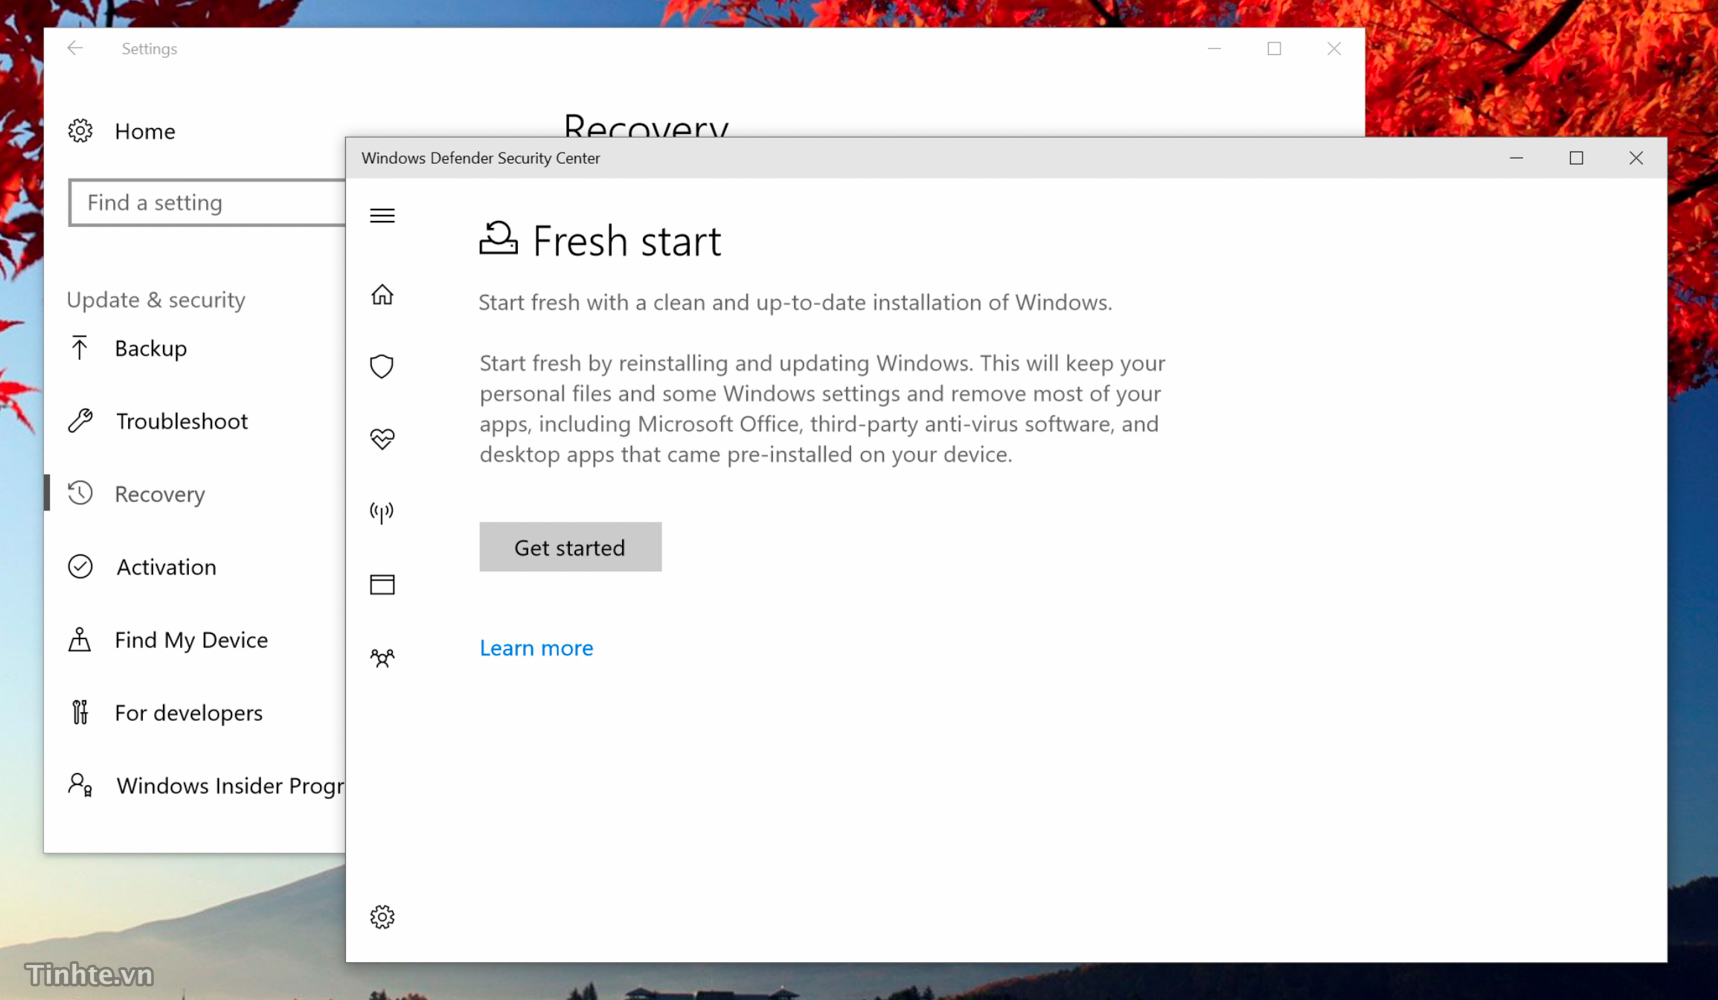 Settings
Home
Recovery
Find a setting
Update & security
Backup
Troubleshoot
Recovery
Activation
Find My Device
For developers
Windows Insider Progr
Windows Defender Security Center
Fresh start
Start fresh with a clean and up-to-date installation of Windows.
Start fresh by reinstalling and updating Windows. This will keep your
personal files and some Windows settings and remove most of your
apps, including Microsoft Office, third-party anti-virus software, and
desktop apps that came pre-installed on your device.
Get started
Learn more
Tinhte.vn